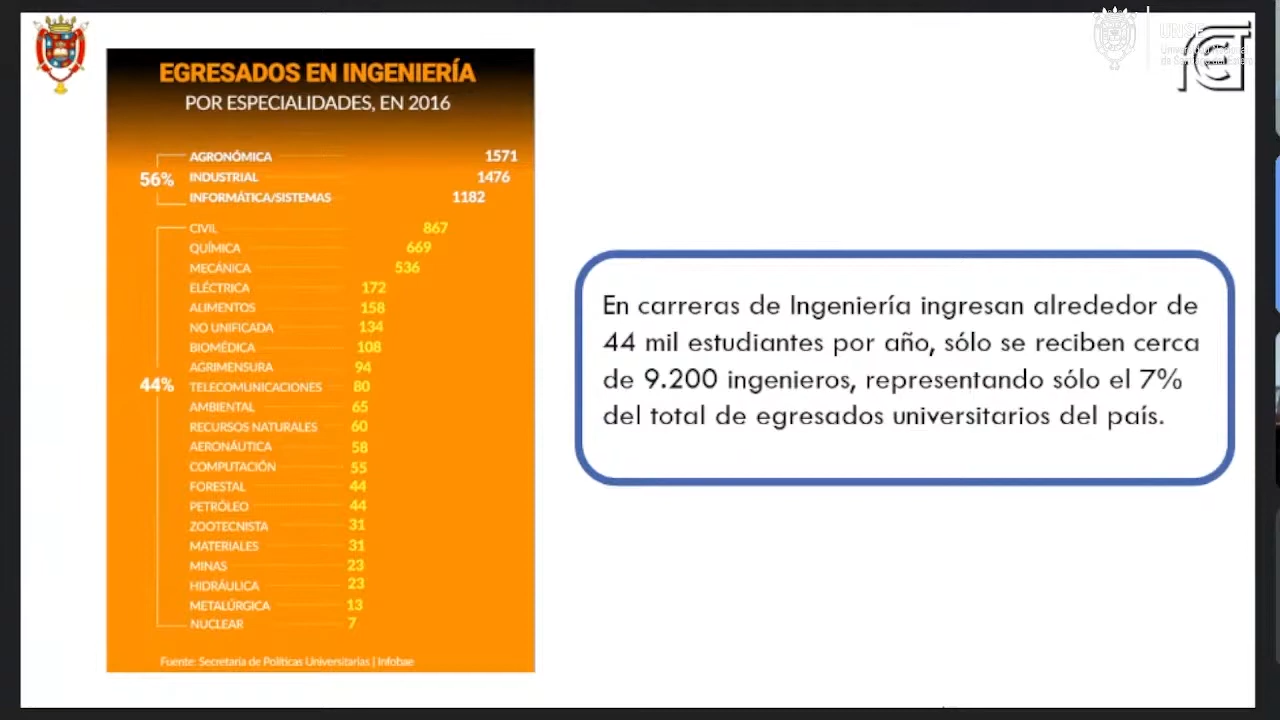 EGRESADOS EN INGENIERÍA
POR ESPECIALIDADES, EN 2016
56%
AGRONÓMICA 1571
INDUSTRIAL 1476
INFORMÁTICA/SISTEMAS 1182
44%
CIVIL 867
QUÍMICA 669
MECÁNICA 536
ELÉCTRICA 172
ALIMENTOS 158
NO UNIFICADA 134
BIOMÉDICA 108
AGRIMENSURA 94
TELECOMUNICACIONES 80
AMBIENTAL 65
RECURSOS NATURALES 60
AERONÁUTICA 58
COMPUTACIÓN 55
FORESTAL 44
PETRÓLEO 44
ZOOTECNISTA 31
MATERIALES 31
MINAS 23
HIDRÁULICA 23
METALÚRGICA 13
NUCLEAR 7
Fuente: Secretaría de Políticas Universitarias | Infobae
En carreras de Ingeniería ingresan alrededor de
44 mil estudiantes por año, sólo se reciben cerca
de 9.200 ingenieros, representando sólo el 7%
del total de egresados universitarios del país.